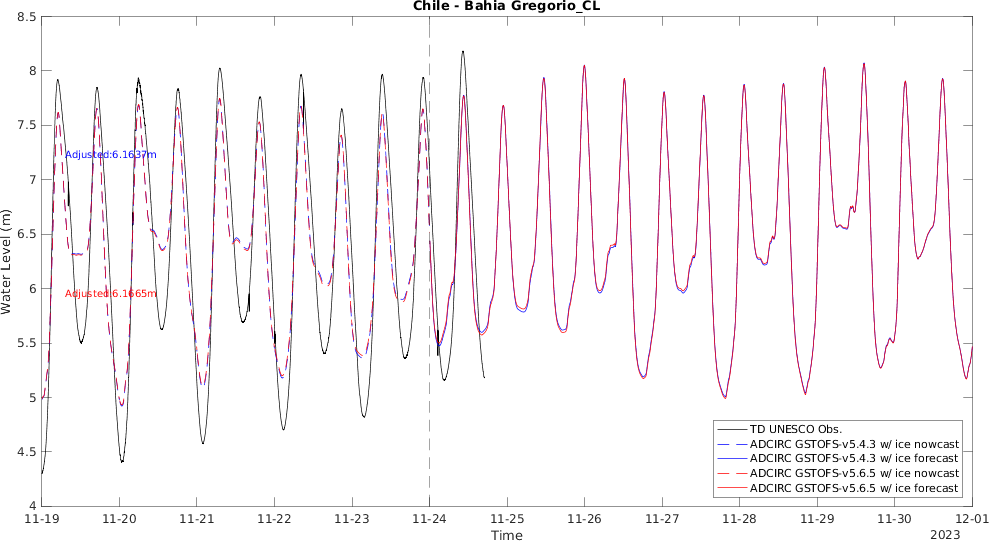 Chile - Bahia Gregorio_CL
8.5
8
7.5
7
6.5
6
5.5
5
4.5
4
Water Level (m)
Adjusted:6.1637m
Adjusted:6.1665m
TD UNESCO Obs.
ADCIRC GSTOFS-v5.4.3 w/ ice nowcast
ADCIRC GSTOFS-v5.4.3 w/ ice forecast
ADCIRC GSTOFS-v5.6.5 w/ ice nowcast
ADCIRC GSTOFS-v5.6.5 w/ ice forecast
11-19 11-20 11-21 11-22 11-23 11-24 11-25 11-26 11-27 11-28 11-29 11-30 12-01
Time 2023